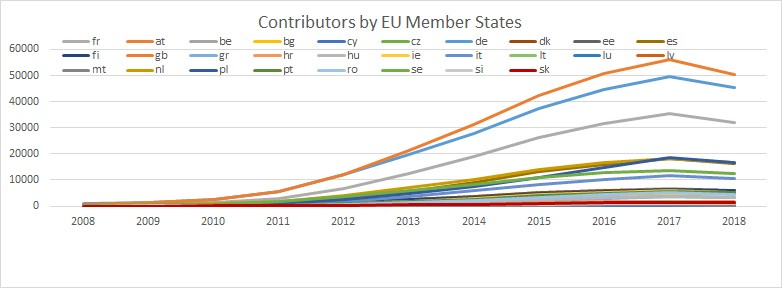 Contributors by EU Member States
60000
fr at be bg cy cz de dk ee es
50000
fi gb gr hr hu ie it lt lu lv
mt nl pl pt ro se si sk
40000
30000
20000
10000
0
2008 2009 2010 2011 2012 2013 2014 2015 2016 2017 2018